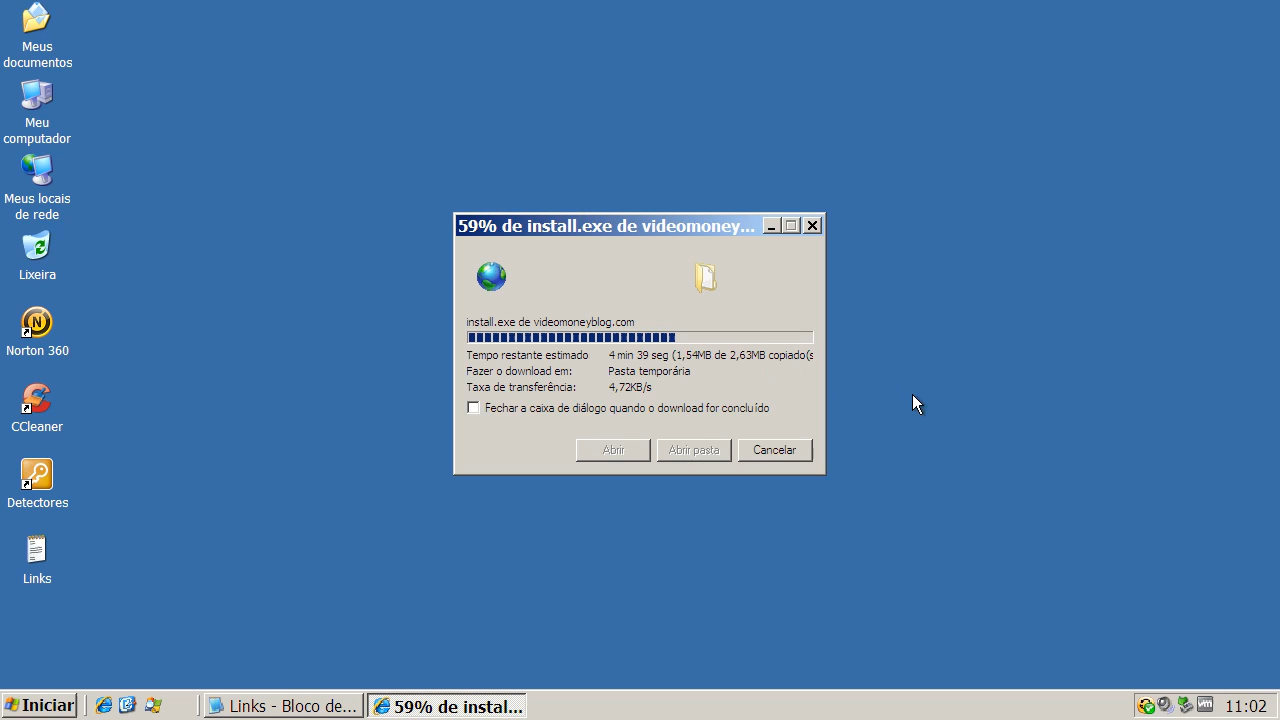 Meus
documentos
Meu
computador
Meus locais
de rede
Lixeira
Norton 360
CCleaner
Detectores
Links
59% de install.exe de videomoney...
install.exe de videomoneyblog.com
Tempo restante estimado 4 min 39 seg (1,54MB de 2,63MB copiado(s
Fazer o download em: Pasta temporária
Taxa de transferência: 4,72KB/s
Fechar a caixa de diálogo quando o download for concluído
Abrir Abrir pasta Cancelar
Iniciar Links - Bloco de... 59% de instal... 11:02